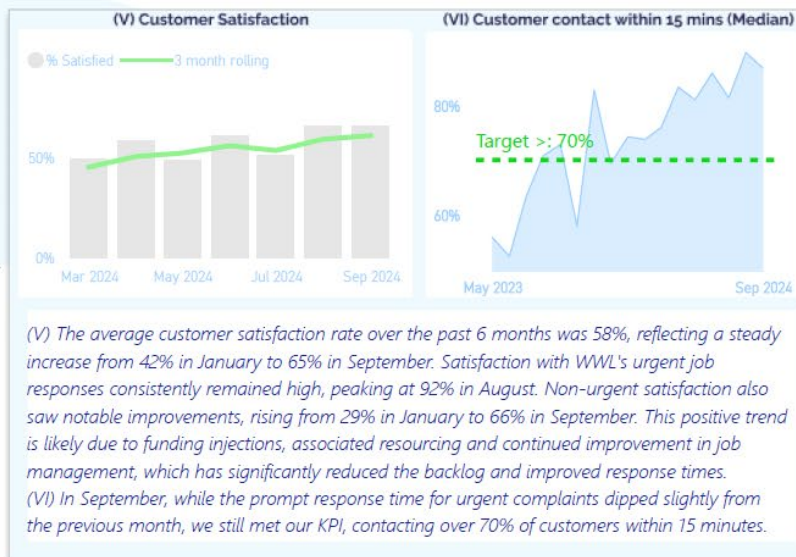 (V) Customer Satisfaction
% Satisfied
3 month rolling
50%
0%
Mar 2024
May 2024
Jul 2024
Sep 2024
(VI) Customer contact within 15 mins (Median)
80%
Target >: 70%
60%
May 2023
Sep 2024
(V) The average customer satisfaction rate over the past 6 months was 58%, reflecting a steady
increase from 42% in January to 65% in September. Satisfaction with WWL's urgent job
responses consistently remained high, peaking at 92% in August. Non-urgent satisfaction also
saw notable improvements, rising from 29% in January to 66% in September. This positive trend
is likely due to funding injections, associated resourcing and continued improvement in job
management, which has significantly reduced the backlog and improved response times.
(VI) In September, while the prompt response time for urgent complaints dipped slightly from
the previous month, we still met our KPI, contacting over 70% of customers within 15 minutes.